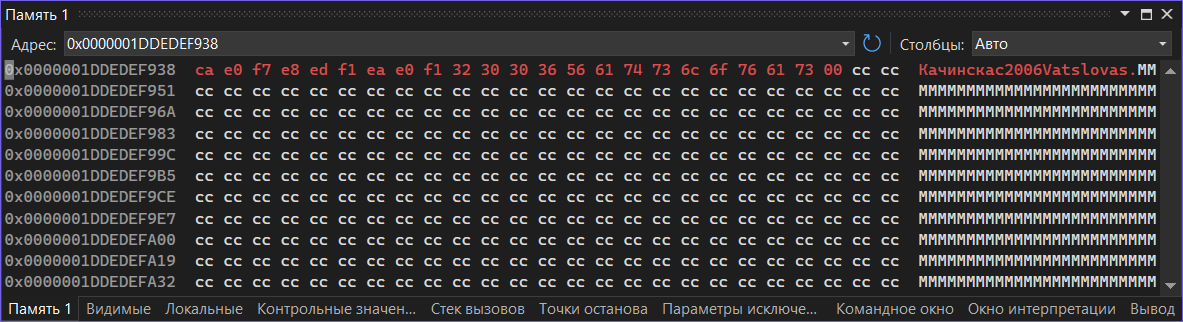 Память 1
Адрес: 0x0000001DDEDEF938 Столбцы: Авто
0x0000001DDEDEF938 ca e0 f7 e8 ed f1 ea e0 f1 32 30 30 36 56 61 74 73 6c 6f 76 61 73 00 cc cc Качинскас2006Vatslovas.ММ
0x0000001DDEDEF951 cc cc cc cc cc cc cc cc cc cc cc cc cc cc cc cc cc cc cc cc cc cc cc cc cc МММММММММММММММММММММММММ
0x0000001DDEDEF96A cc cc cc cc cc cc cc cc cc cc cc cc cc cc cc cc cc cc cc cc cc cc cc cc cc МММММММММММММММММММММММММ
0x0000001DDEDEF983 cc cc cc cc cc cc cc cc cc cc cc cc cc cc cc cc cc cc cc cc cc cc cc cc cc МММММММММММММММММММММММММ
0x0000001DDEDEF99C cc cc cc cc cc cc cc cc cc cc cc cc cc cc cc cc cc cc cc cc cc cc cc cc cc МММММММММММММММММММММММММ
0x0000001DDEDEF9B5 cc cc cc cc cc cc cc cc cc cc cc cc cc cc cc cc cc cc cc cc cc cc cc cc cc МММММММММММММММММММММММММ
0x0000001DDEDEF9CE cc cc cc cc cc cc cc cc cc cc cc cc cc cc cc cc cc cc cc cc cc cc cc cc cc МММММММММММММММММММММММММ
0x0000001DDEDEF9E7 cc cc cc cc cc cc cc cc cc cc cc cc cc cc cc cc cc cc cc cc cc cc cc cc cc МММММММММММММММММММММММММ
0x0000001DDEDEFA00 cc cc cc cc cc cc cc cc cc cc cc cc cc cc cc cc cc cc cc cc cc cc cc cc cc МММММММММММММММММММММММММ
0x0000001DDEDEFA19 cc cc cc cc cc cc cc cc cc cc cc cc cc cc cc cc cc cc cc cc cc cc cc cc cc МММММММММММММММММММММММММ
0x0000001DDEDEFA32 cc cc cc cc cc cc cc cc cc cc cc cc cc cc cc cc cc cc cc cc cc cc cc cc cc МММММММММММММММММММММММММ
Память 1 Видимые Локальные Контрольные значен... Стек вызовов Точки останова Параметры исключе... Командное окно Окно интерпретации Вывод